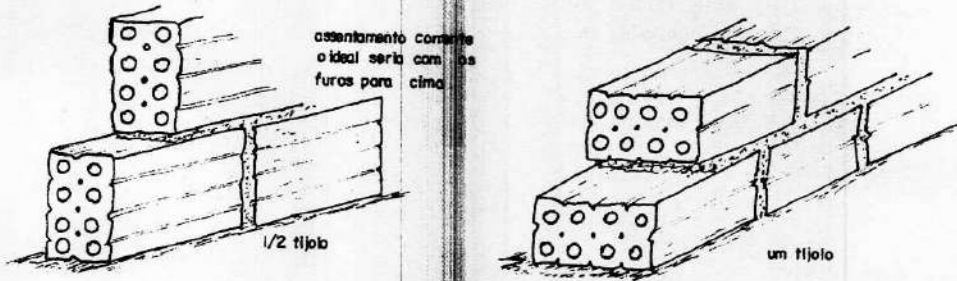 assentamento corrente
o ideal seria com os
furos para cima
1/2 tijolo
um tijolo